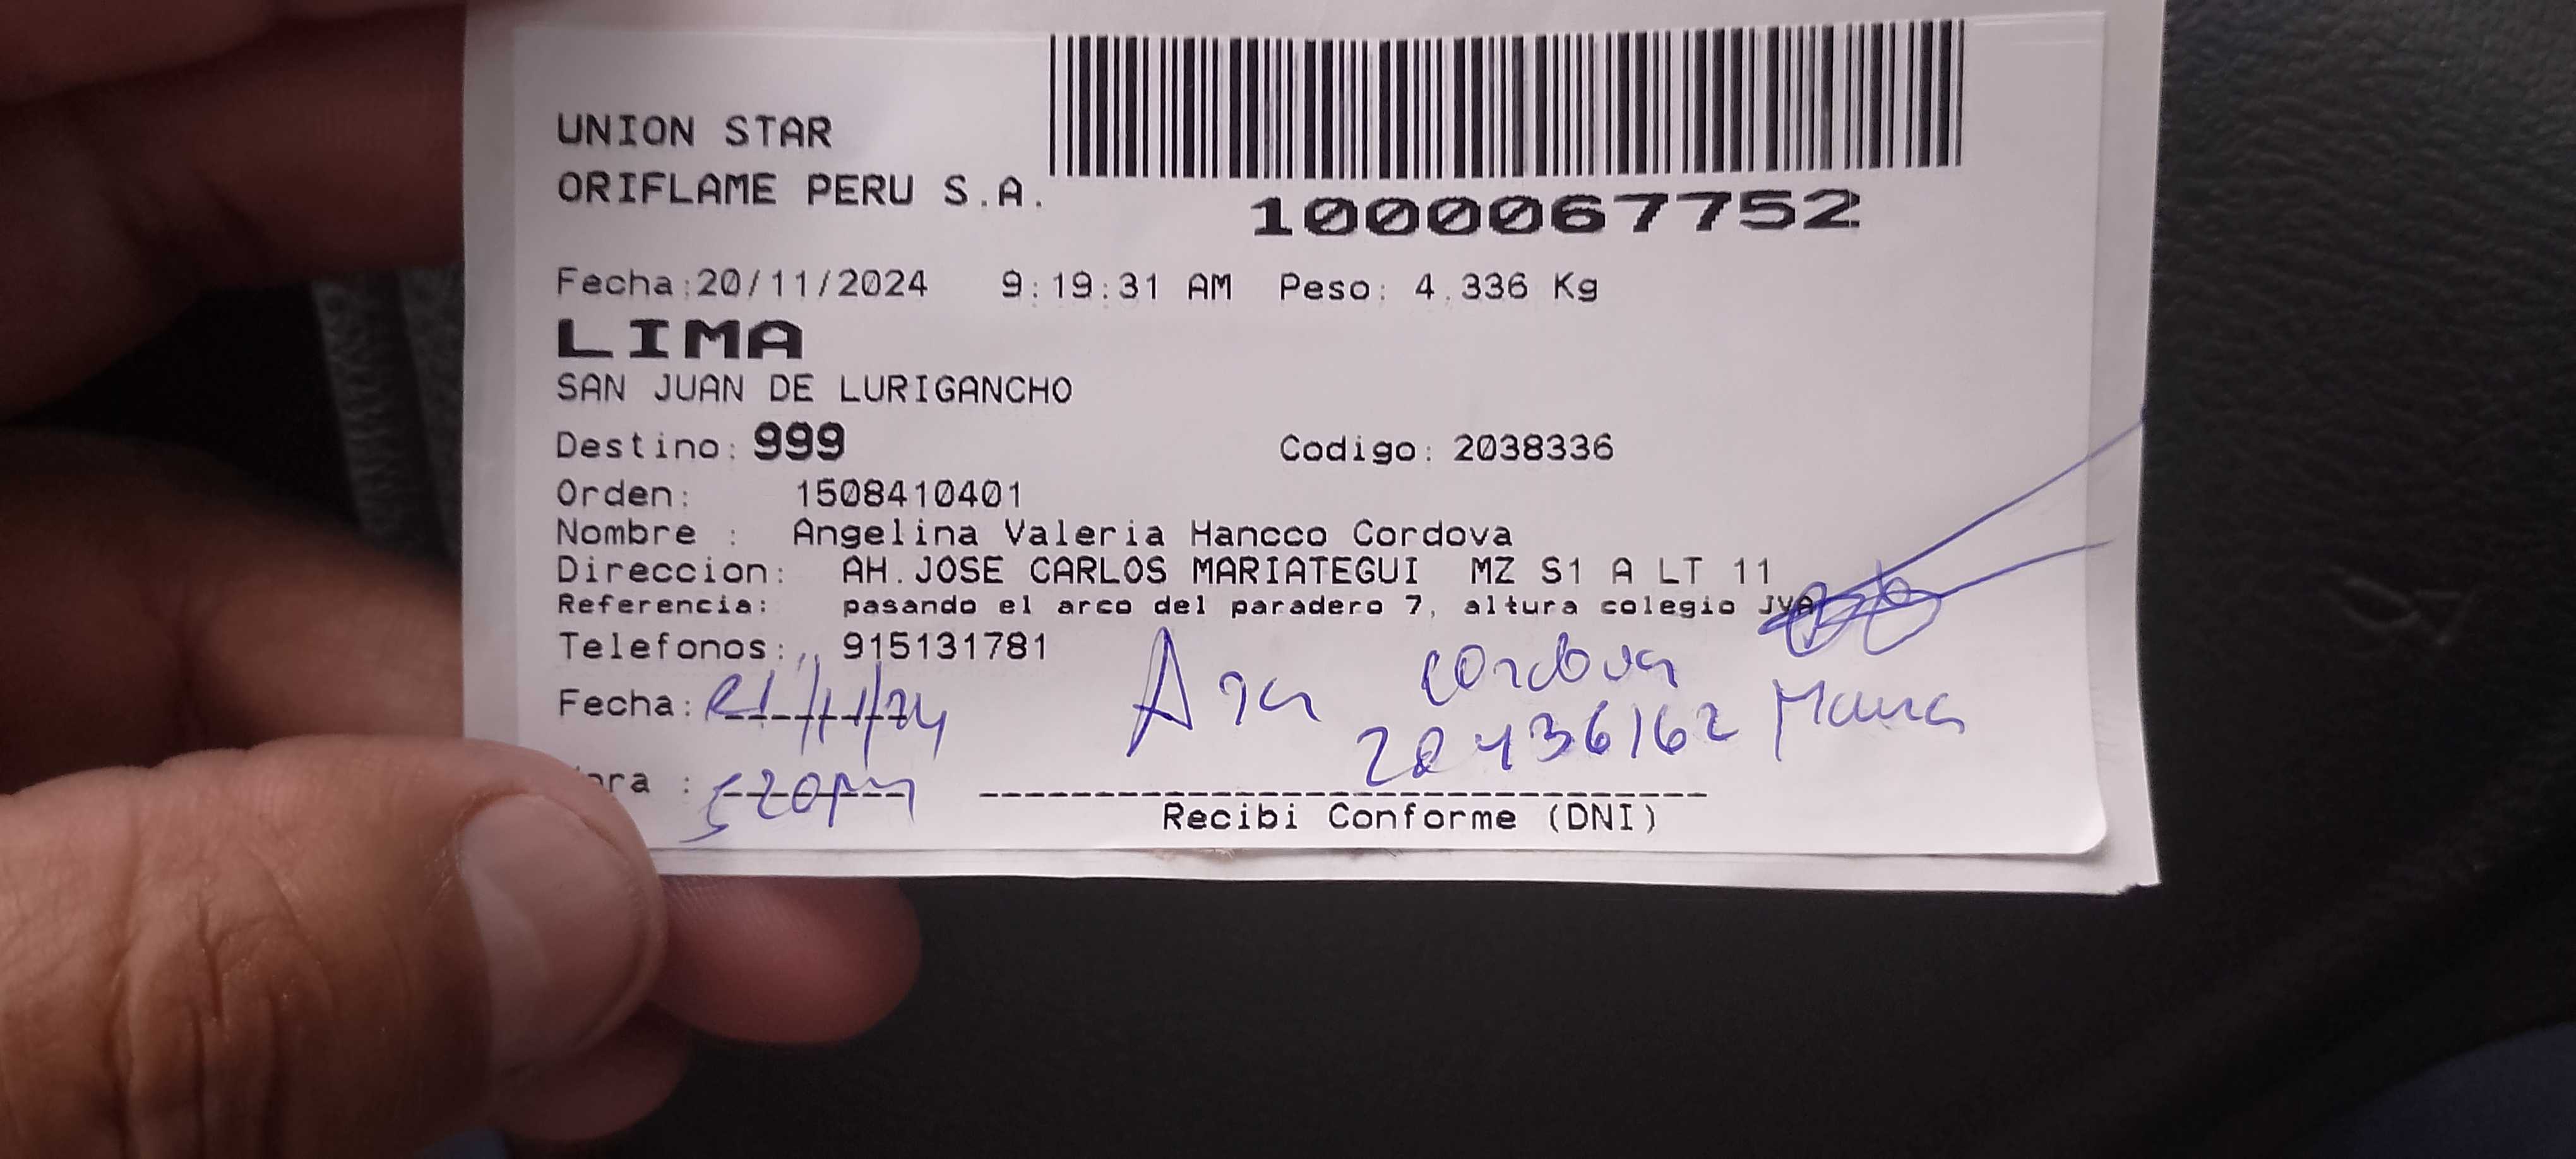 UNION STAR
ORIFLAME PERU S.A.
1000067752
Fecha:20/11/2024 9:19:31 AM Peso: 4.336 Kg
LIMA
SAN JUAN DE LURIGANCHO
Destino: 999 Codigo: 2038336
Orden: 1508410401
Nombre : Angelina Valeria Hancco Cordova
Direccion: AH.JOSE CARLOS MARIATEGUI MZ S1 A LT 11
Referencia: pasando el arco del paradero 7, altura colegio JVA
Telefonos: 915131781
Fecha: 21/11/24 Ana Cordova
ora : 520pm 20436162 Mama
Recibi Conforme (DNI)